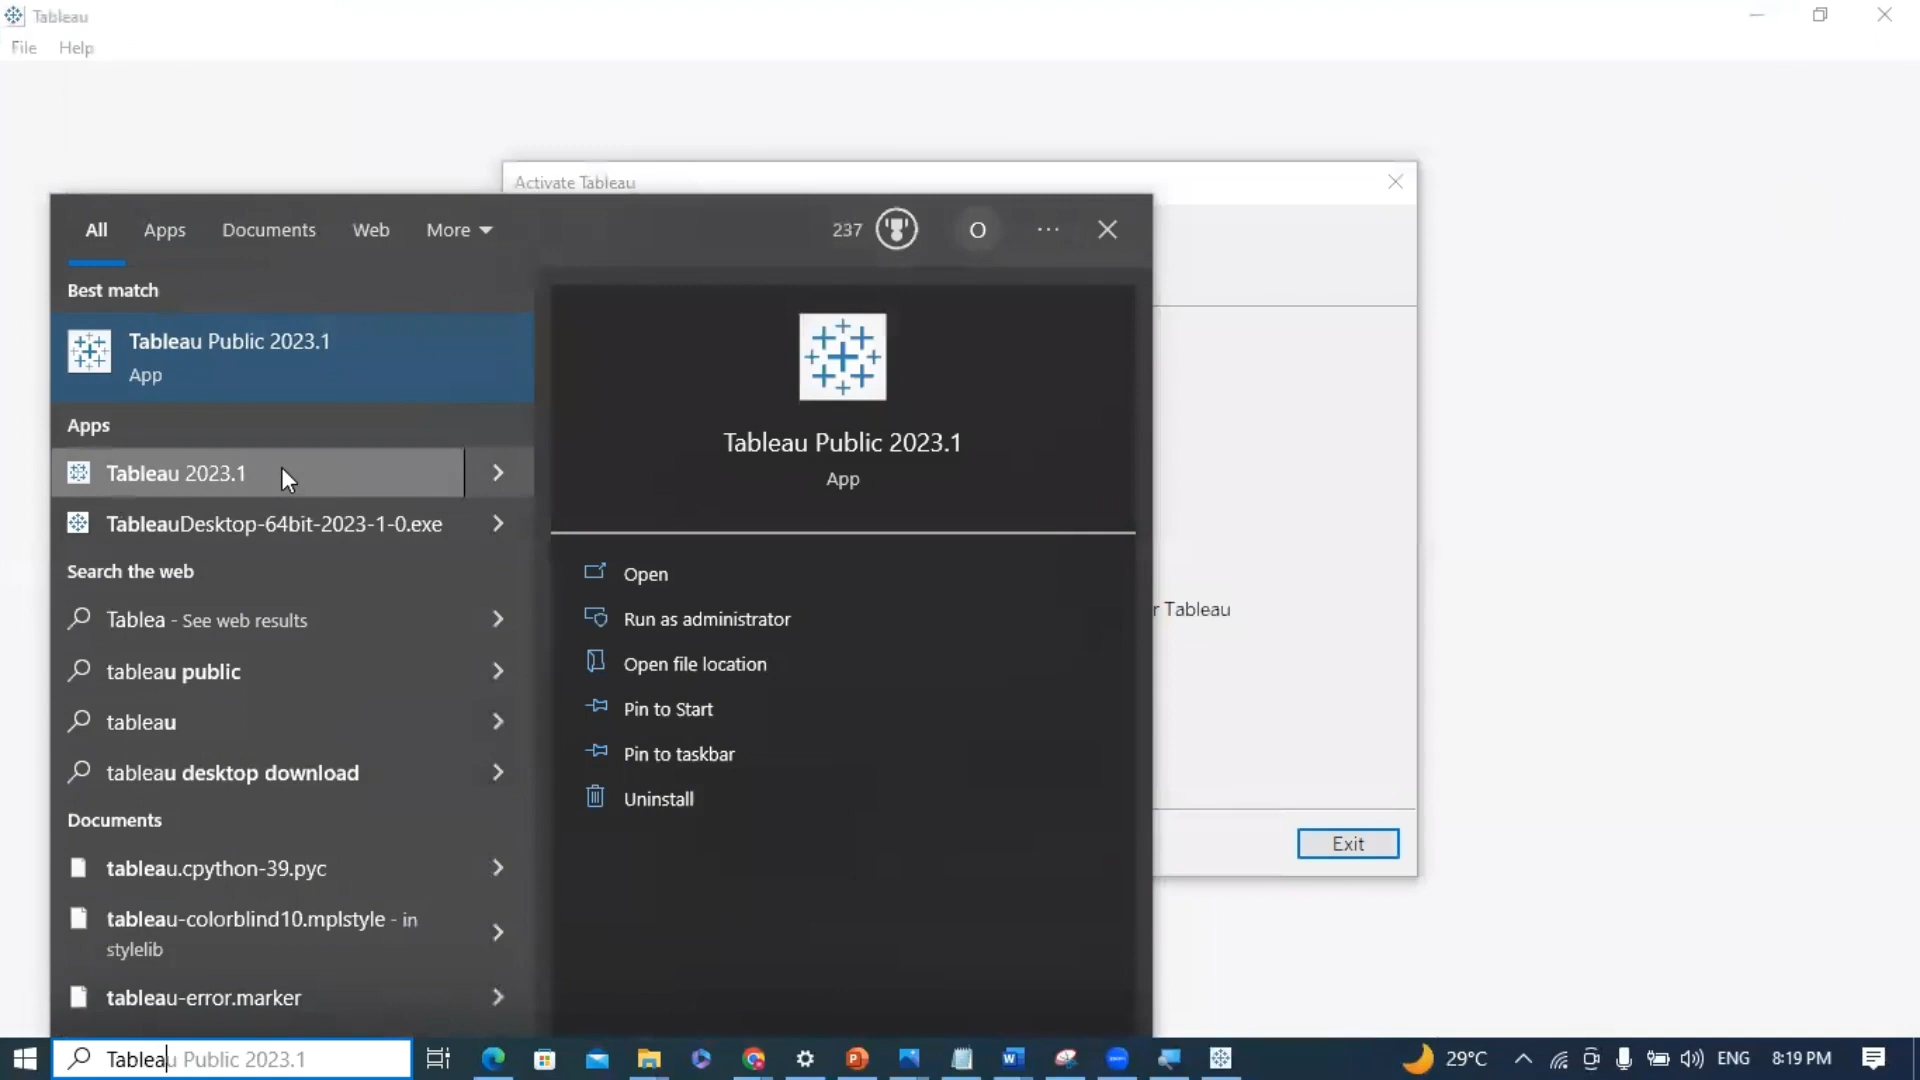 Tableau
File Help
Activate Tableau
All Apps Documents Web More 237 O
Best match
Tableau Public 2023.1
App
Apps
Tableau 2023.1
TableauDesktop-64bit-2023-1-0.exe
Search the web
Tablea - See web results
tableau public
tableau
tableau desktop download
Documents
tableau.cpython-39.pyc
tableau-colorblind10.mplstyle - in
stylelib
tableau-error.marker
Tableau Public 2023.1
App
Open
Run as administrator
Open file location
Pin to Start
Pin to taskbar
Uninstall
r Tableau
Exit
Tableau Public 2023.1
29°C ENG 8:19 PM